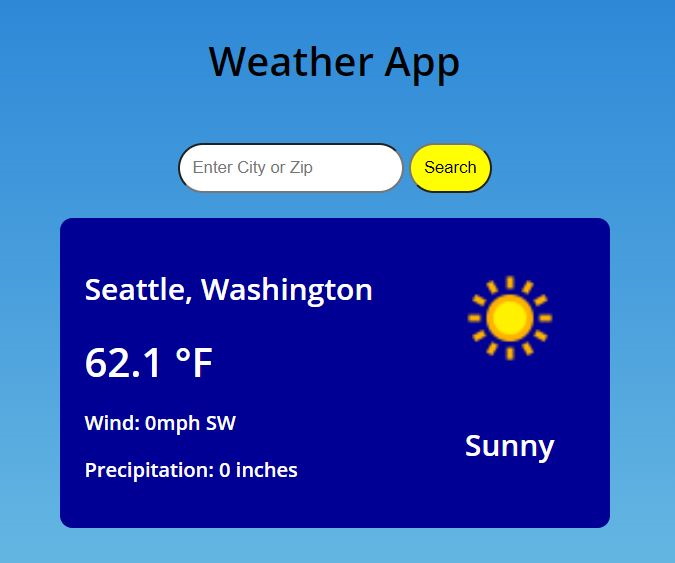 Weather App
Enter City or Zip
Search
Seattle, Washington
62.1 °F
Wind: 0mph SW
Precipitation: 0 inches
Sunny